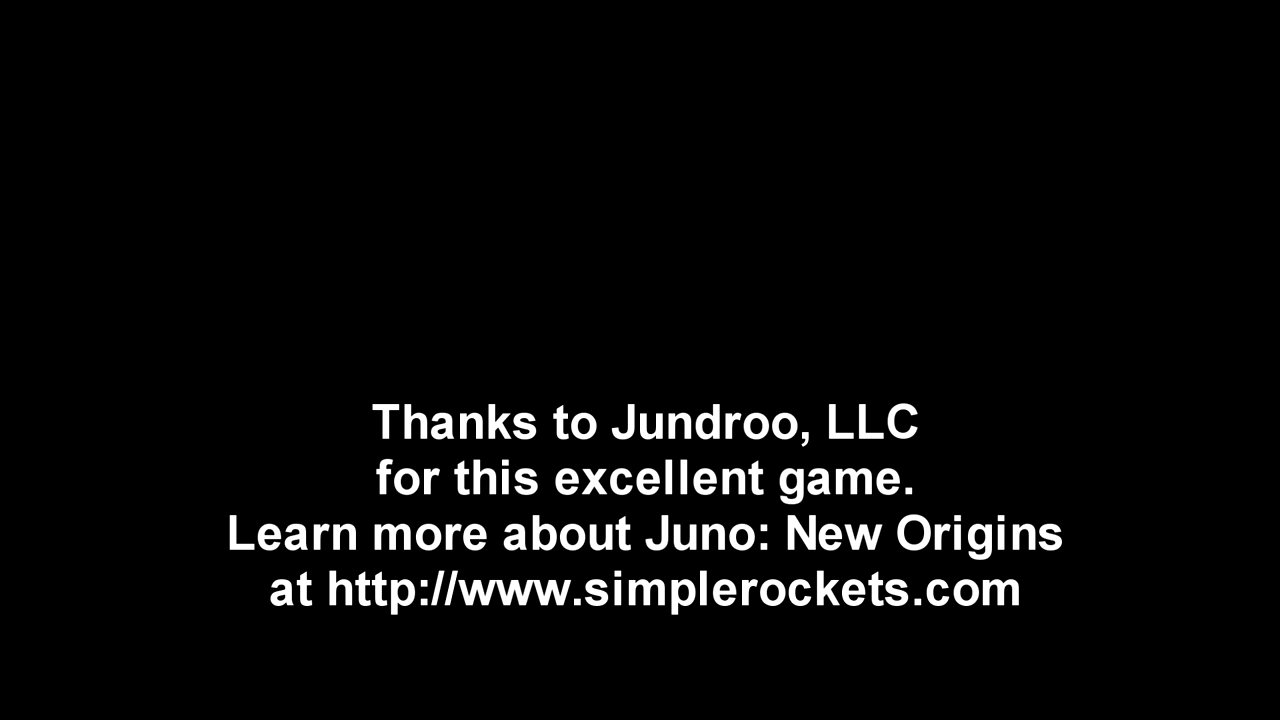 Thanks to Jundroo, LLC
for this excellent game.
Learn more about Juno: New Origins
at http://www.simplerockets.com